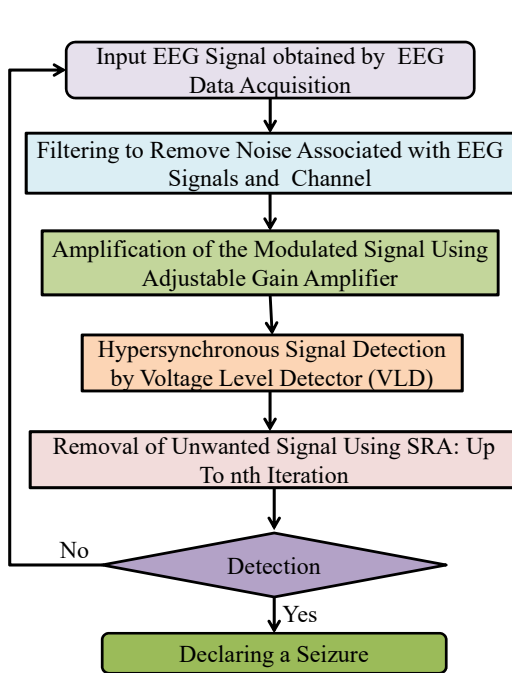 Input EEG Signal obtained by EEG
Data Acquisition
Filtering to Remove Noise Associated with EEG
Signals and Channel
Amplification of the Modulated Signal Using
Adjustable Gain Amplifier
Hypersynchronous Signal Detection
by Voltage Level Detector (VLD)
Removal of Unwanted Signal Using SRA: Up
To nth Iteration
No
Detection
Yes
Declaring a Seizure